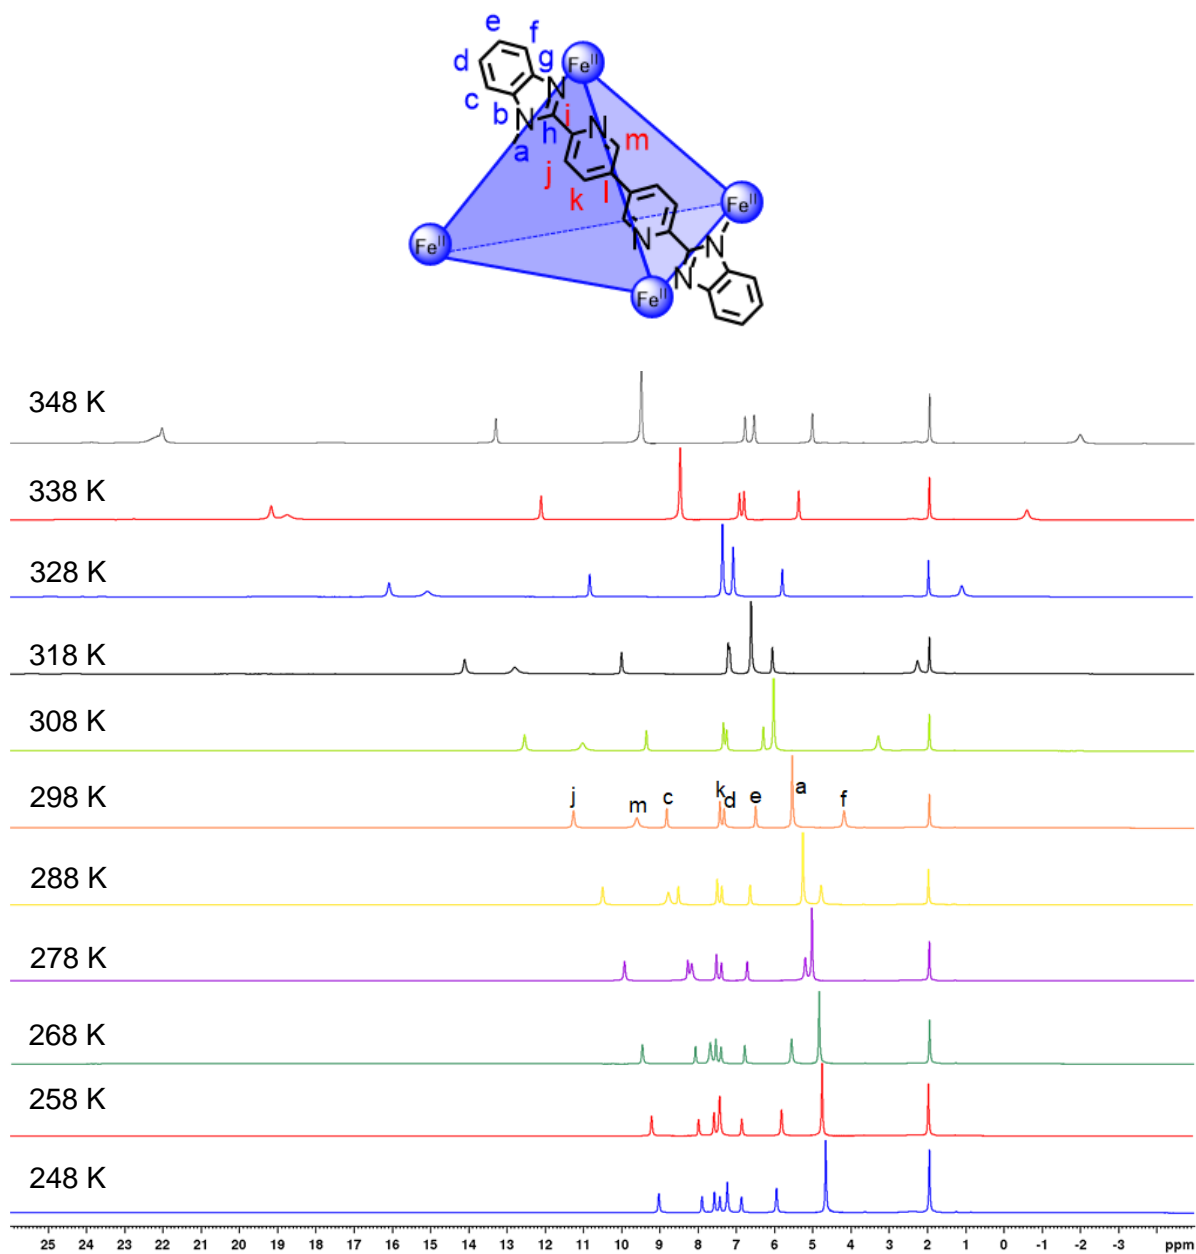 e
f
d
g
Fe^II
N
c
b
N
i
h
N
m
a
j
k
l
Fe^II
Fe^II
N
N
N
Fe^II
348 K
338 K
328 K
318 K
308 K
298 K
j m c k d e a f
288 K
278 K
268 K
258 K
248 K
25 24 23 22 21 20 19 18 17 16 15 14 13 12 11 10 9 8 7 6 5 4 3 2 1 0 -1 -2 -3 ppm